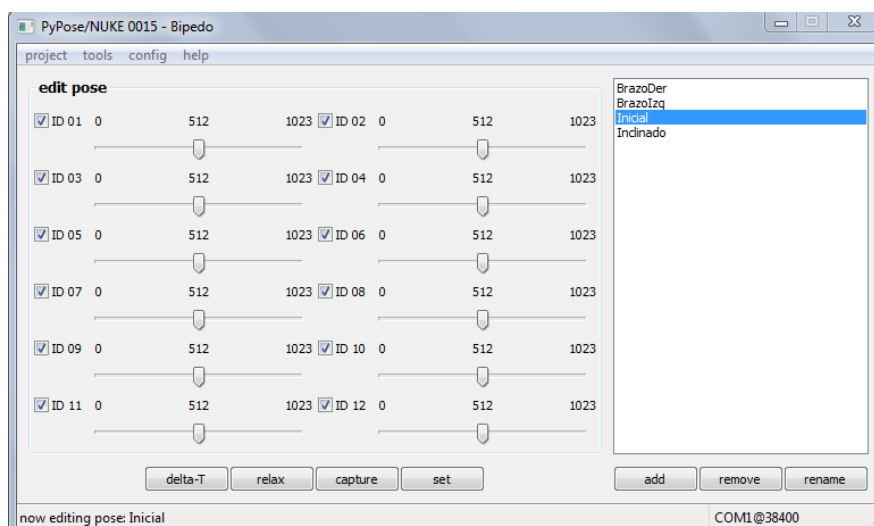 PyPose/NUKE 0015 - Bipedo
project tools config help
edit pose
ID 01 0 512 1023 ID 02 0 512 1023
ID 03 0 512 1023 ID 04 0 512 1023
ID 05 0 512 1023 ID 06 0 512 1023
ID 07 0 512 1023 ID 08 0 512 1023
ID 09 0 512 1023 ID 10 0 512 1023
ID 11 0 512 1023 ID 12 0 512 1023
delta-T relax capture set
BrazoDer
BrazoIzq
Inicial
Inclinado
add remove rename
now editing pose: Inicial COM1@38400